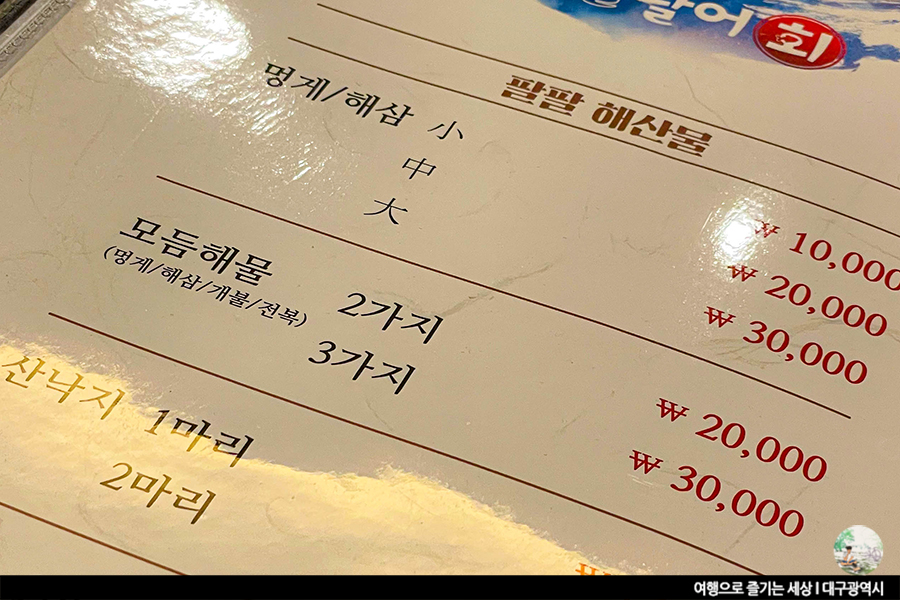 활어 회
팔팔 해산물
멍게/해삼 小 ₩ 10,000
中 ₩ 20,000
大 ₩ 30,000
모듬해물 2가지 ₩ 20,000
(멍게/해삼/개불/전복) 3가지 ₩ 30,000
산낙지 1마리
2마리
여행으로 즐기는 세상 | 대구광역시